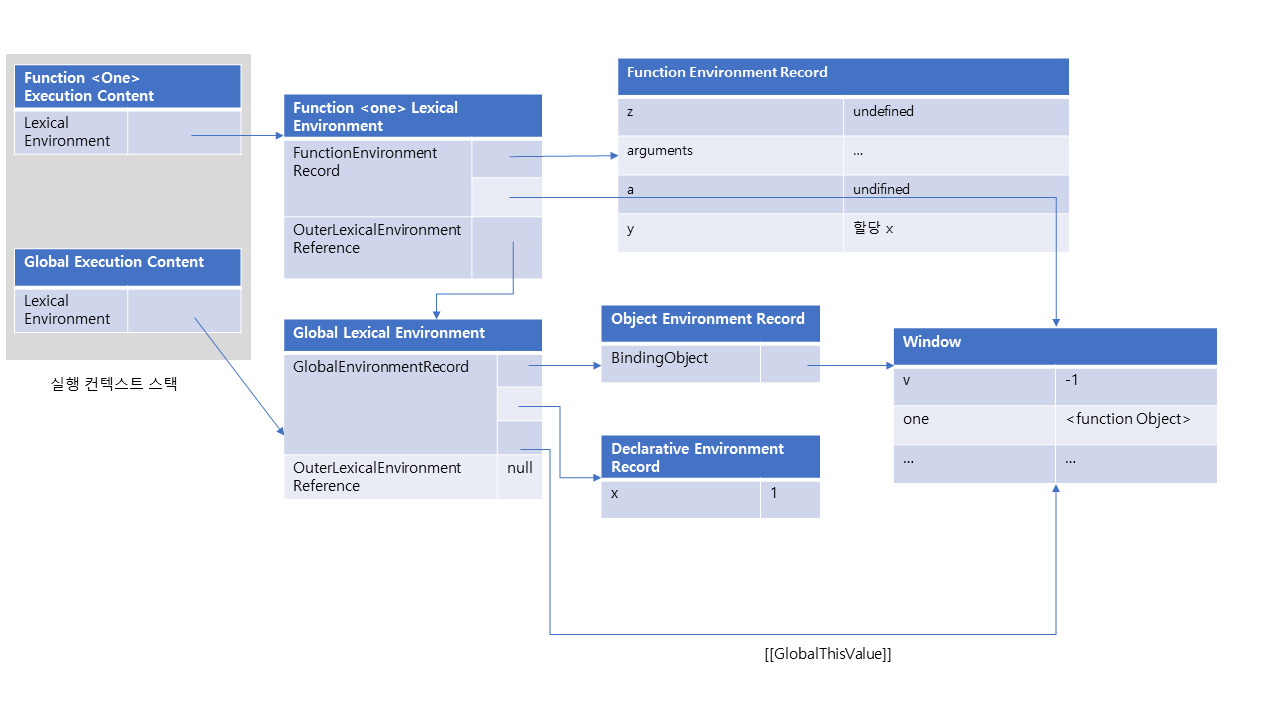 Function <One>
Execution Content
Lexical
Environment
Global Execution Content
Lexical
Environment
실행 컨텍스트 스택
Function <one> Lexical
Environment
FunctionEnvironment
Record
OuterLexicalEnvironment
Reference
Function Environment Record
z undefined
arguments ...
a undifined
y 할당 x
Global Lexical Environment
GlobalEnvironmentRecord
OuterLexicalEnvironment
Reference
null
Object Environment Record
BindingObject
Declarative Environment
Record
x 1
Window
v -1
one <function Object>
... ...
[[GlobalThisValue]]